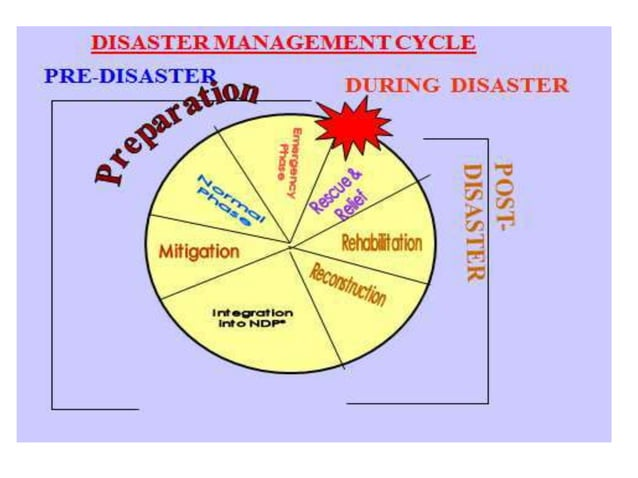 DISASTER MANAGEMENT CYCLE
PRE-DISASTER
DURING DISASTER
Preparation
Emergency
Phase
Normal
Phase
Rescue &
Relief
Mitigation
Rehabilitation
Reconstruction
Integration
into NDP*
POST-
DISASTER